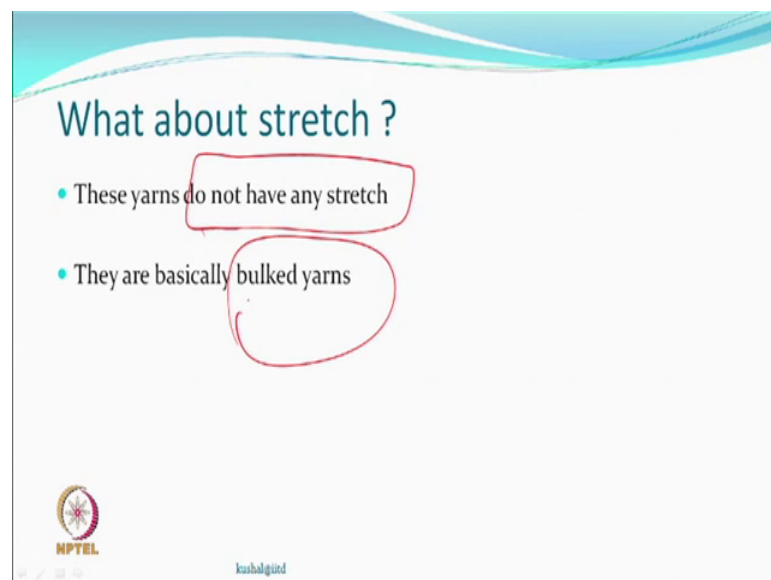 What about stretch ?
• These yarns do not have any stretch
• They are basically bulked yarns
NPTEL
kushal@iitd